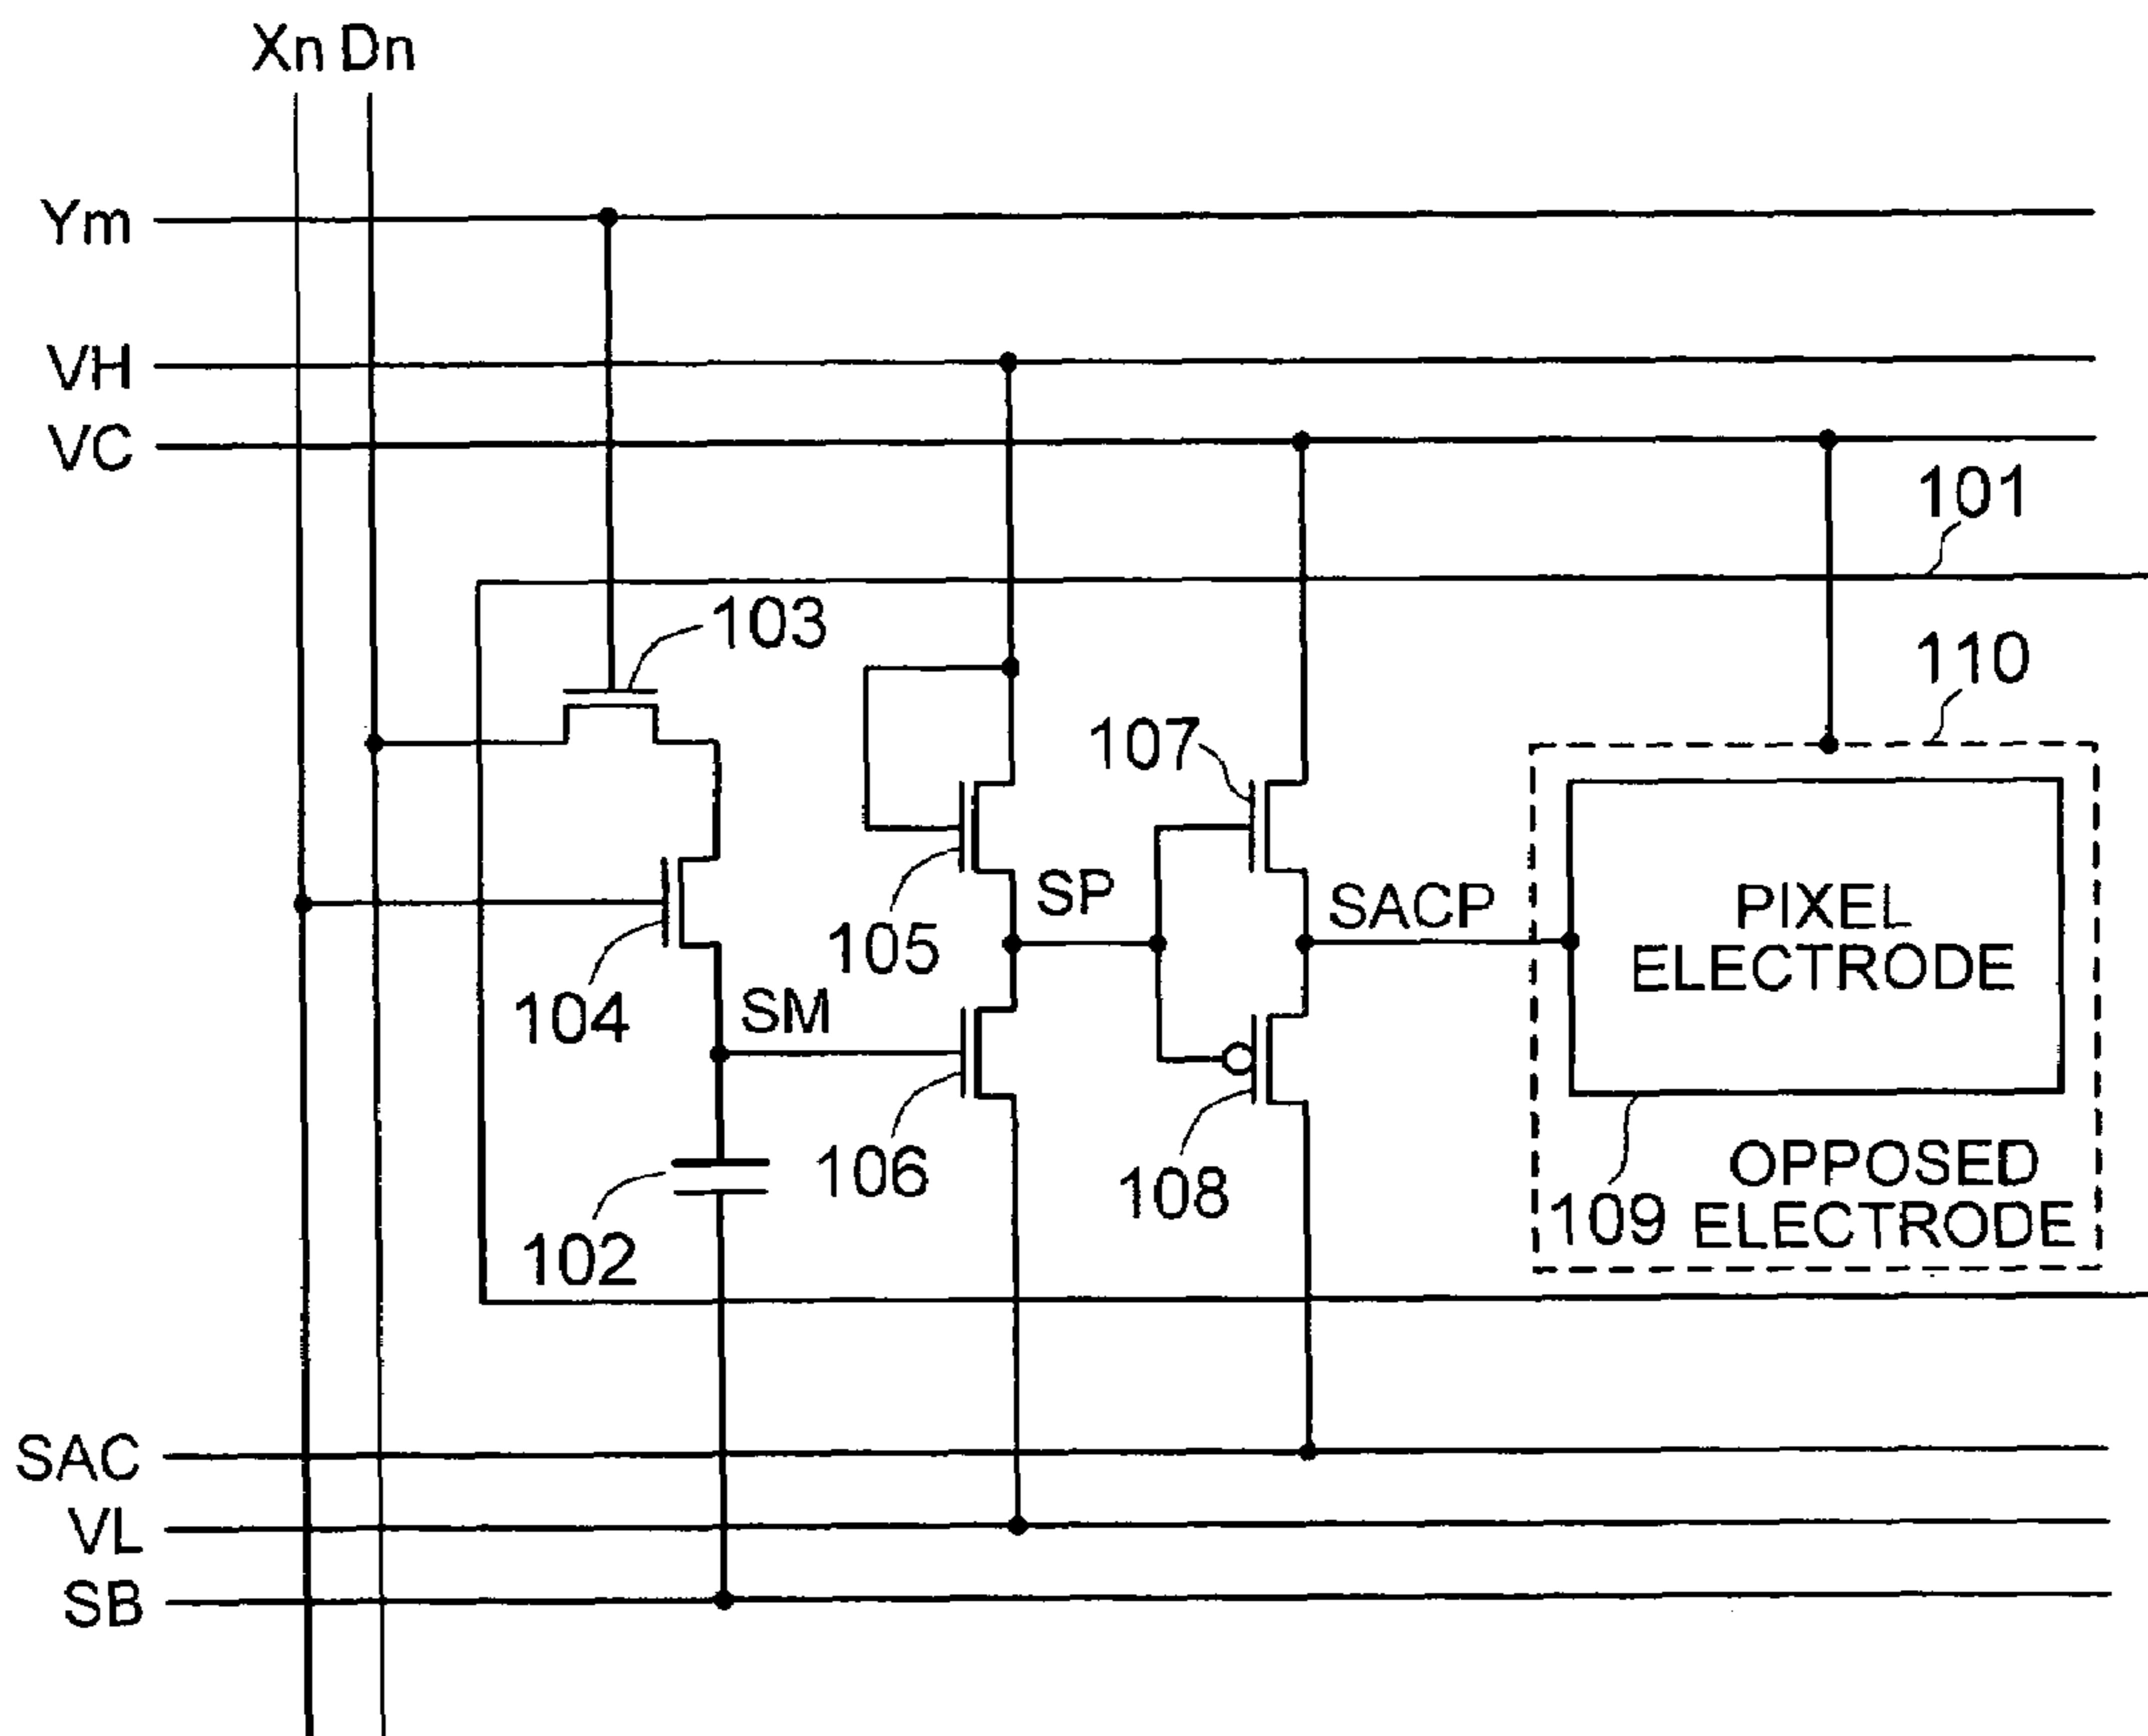 Xn Dn
Ym
VH
VC
101
103
110
107
SP
SACP
PIXEL
ELECTRODE
105
104
SM
106
108
OPPOSED
ELECTRODE
109
102
SAC
VL
SB